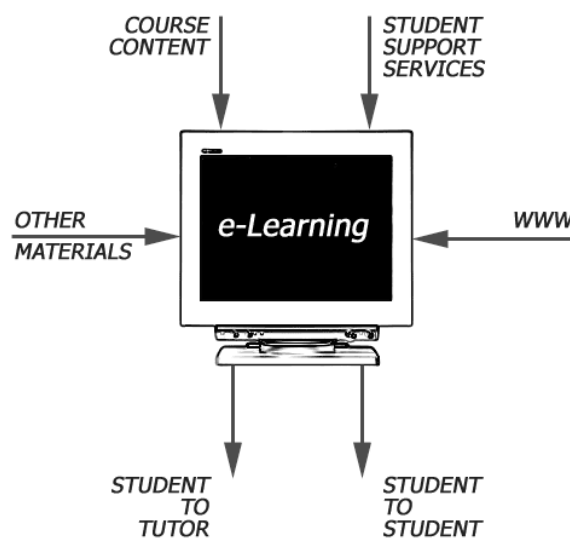 COURSE
CONTENT
STUDENT
SUPPORT
SERVICES
OTHER
MATERIALS
e-Learning
WWW
STUDENT
TO
TUTOR
STUDENT
TO
STUDENT